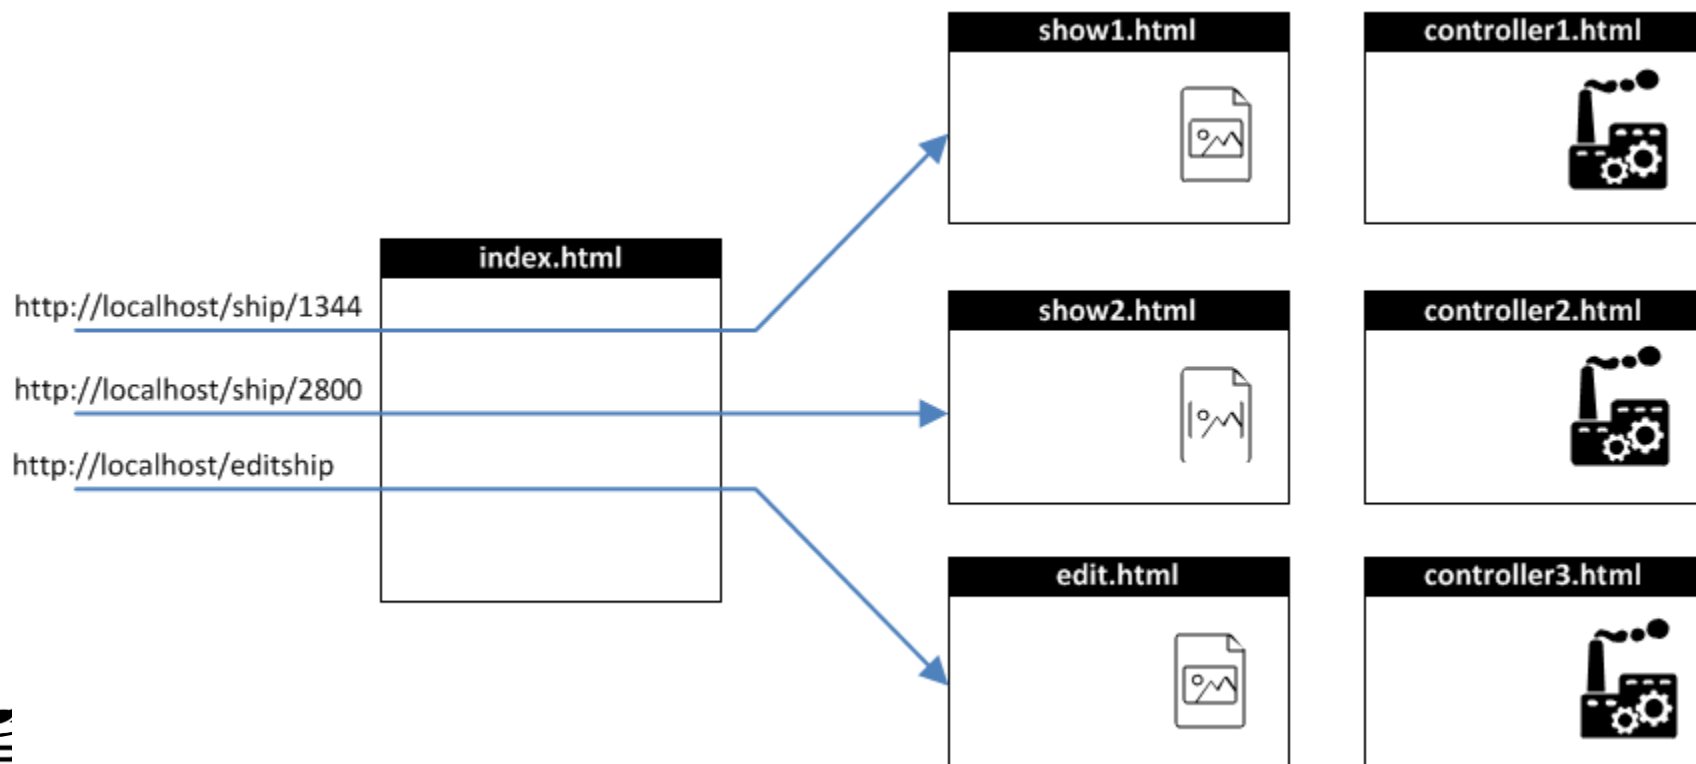 show1.html
controller1.html
index.html
http://localhost/ship/1344
show2.html
controller2.html
http://localhost/ship/2800
http://localhost/editship
edit.html
controller3.html